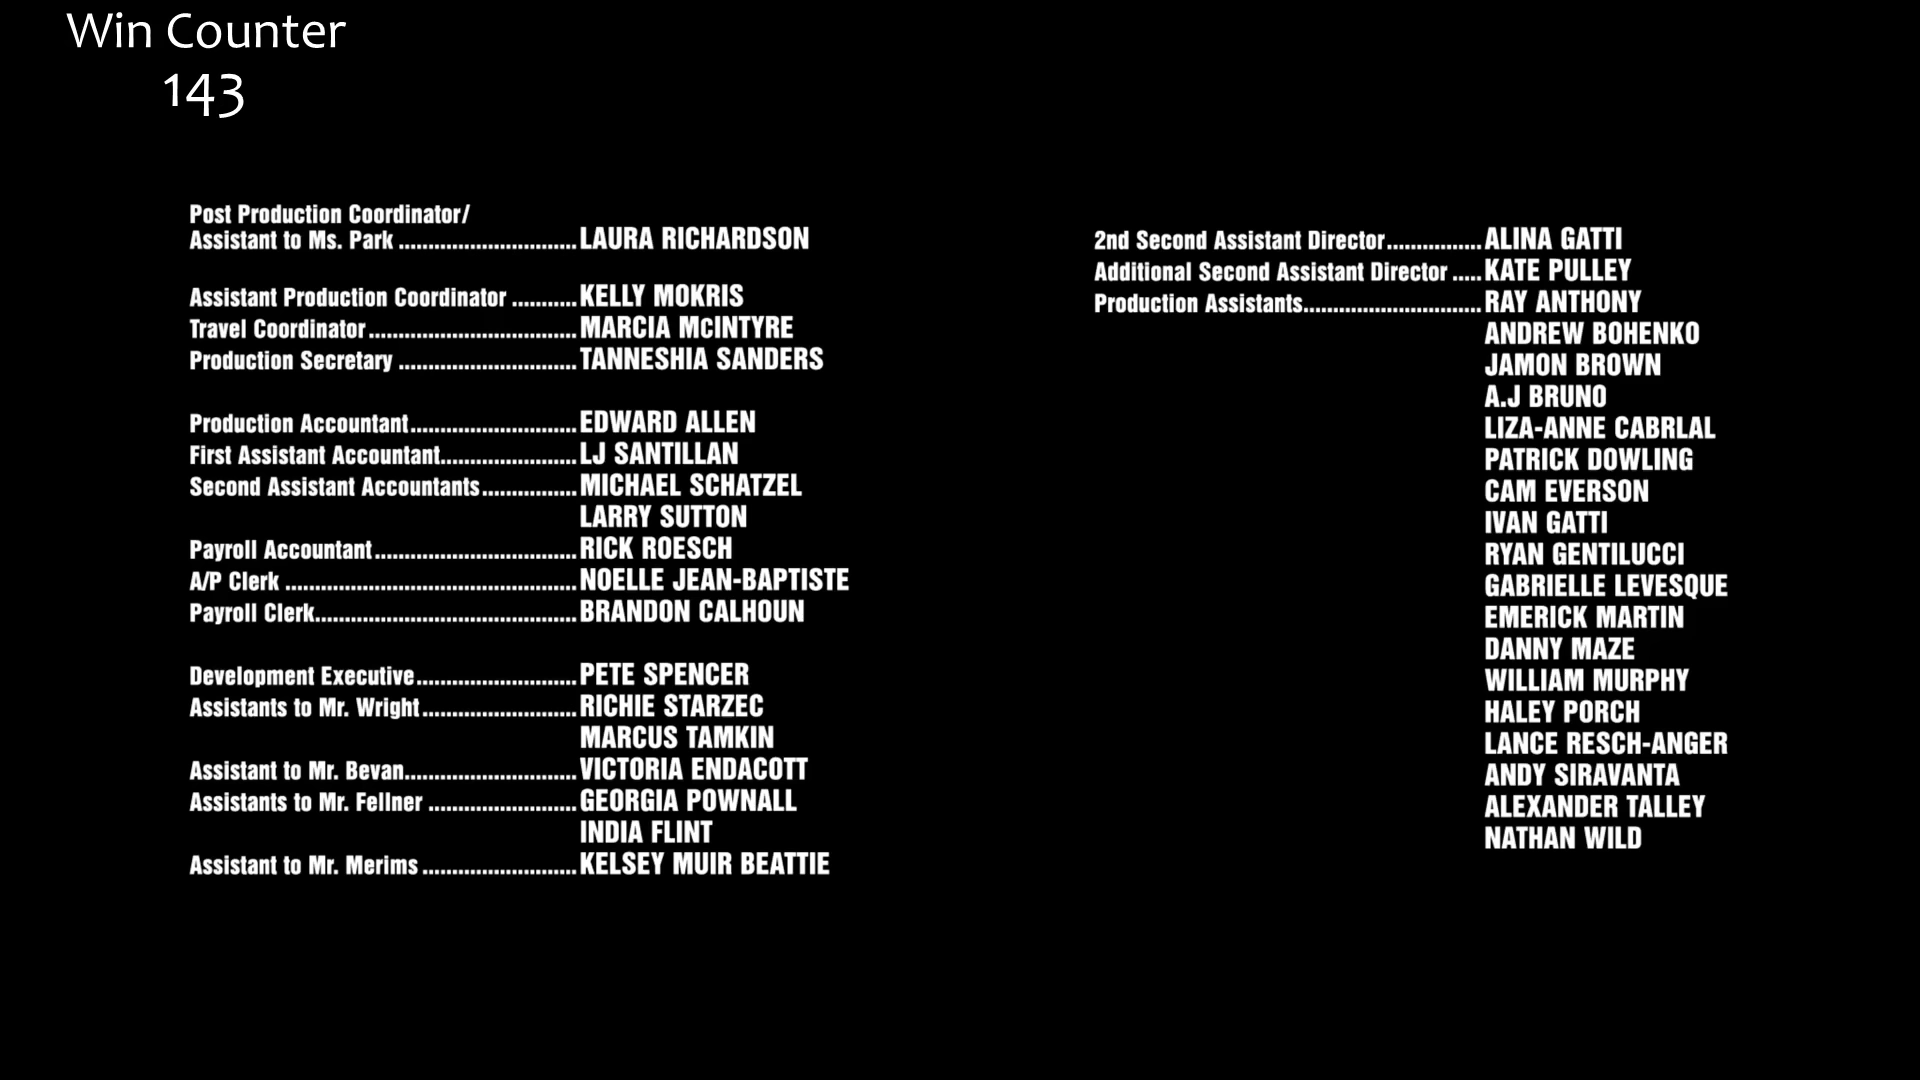 Win Counter
143
Post Production Coordinator/
Assistant to Ms. Park ..............................LAURA RICHARDSON
Assistant Production Coordinator ...........KELLY MOKRIS
Travel Coordinator...................................MARCIA McINTYRE
Production Secretary ..............................TANNESHIA SANDERS
Production Accountant............................EDWARD ALLEN
First Assistant Accountant.......................LJ SANTILLAN
Second Assistant Accountants................MICHAEL SCHATZEL
LARRY SUTTON
Payroll Accountant..................................RICK ROESCH
A/P Clerk .................................................NOELLE JEAN-BAPTISTE
Payroll Clerk............................................BRANDON CALHOUN
Development Executive...........................PETE SPENCER
Assistants to Mr. Wright..........................RICHIE STARZEC
MARCUS TAMKIN
Assistant to Mr. Bevan.............................VICTORIA ENDACOTT
Assistants to Mr. Fellner .........................GEORGIA POWNALL
INDIA FLINT
Assistant to Mr. Merims ..........................KELSEY MUIR BEATTIE
2nd Second Assistant Director................ALINA GATTI
Additional Second Assistant Director .....KATE PULLEY
Production Assistants..............................RAY ANTHONY
ANDREW BOHENKO
JAMON BROWN
A.J BRUNO
LIZA-ANNE CABRLAL
PATRICK DOWLING
CAM EVERSON
IVAN GATTI
RYAN GENTILUCCI
GABRIELLE LEVESQUE
EMERICK MARTIN
DANNY MAZE
WILLIAM MURPHY
HALEY PORCH
LANCE RESCH-ANGER
ANDY SIRAVANTA
ALEXANDER TALLEY
NATHAN WILD